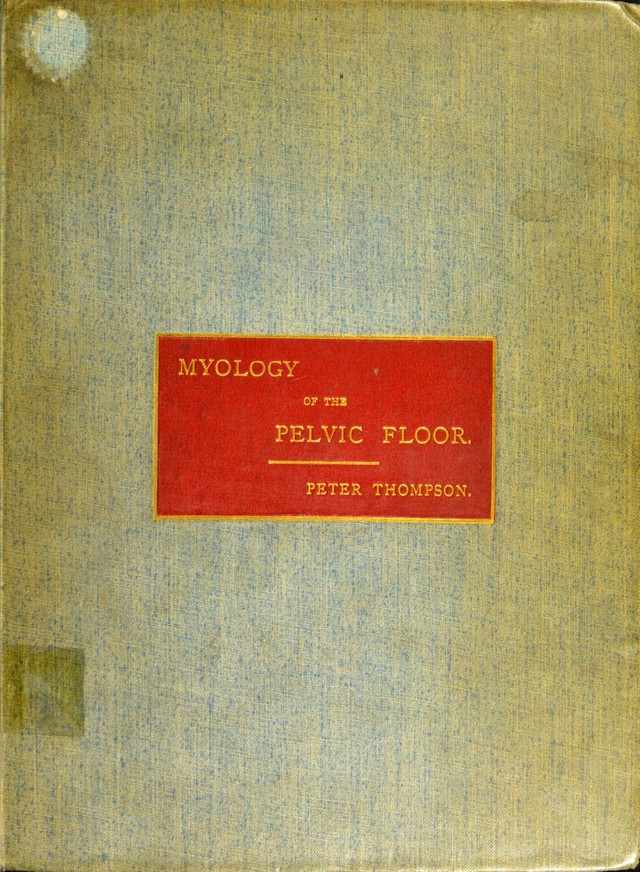 MYOLOGY
OF THE
PELVIC FLOOR.
PETER THOMPSON.